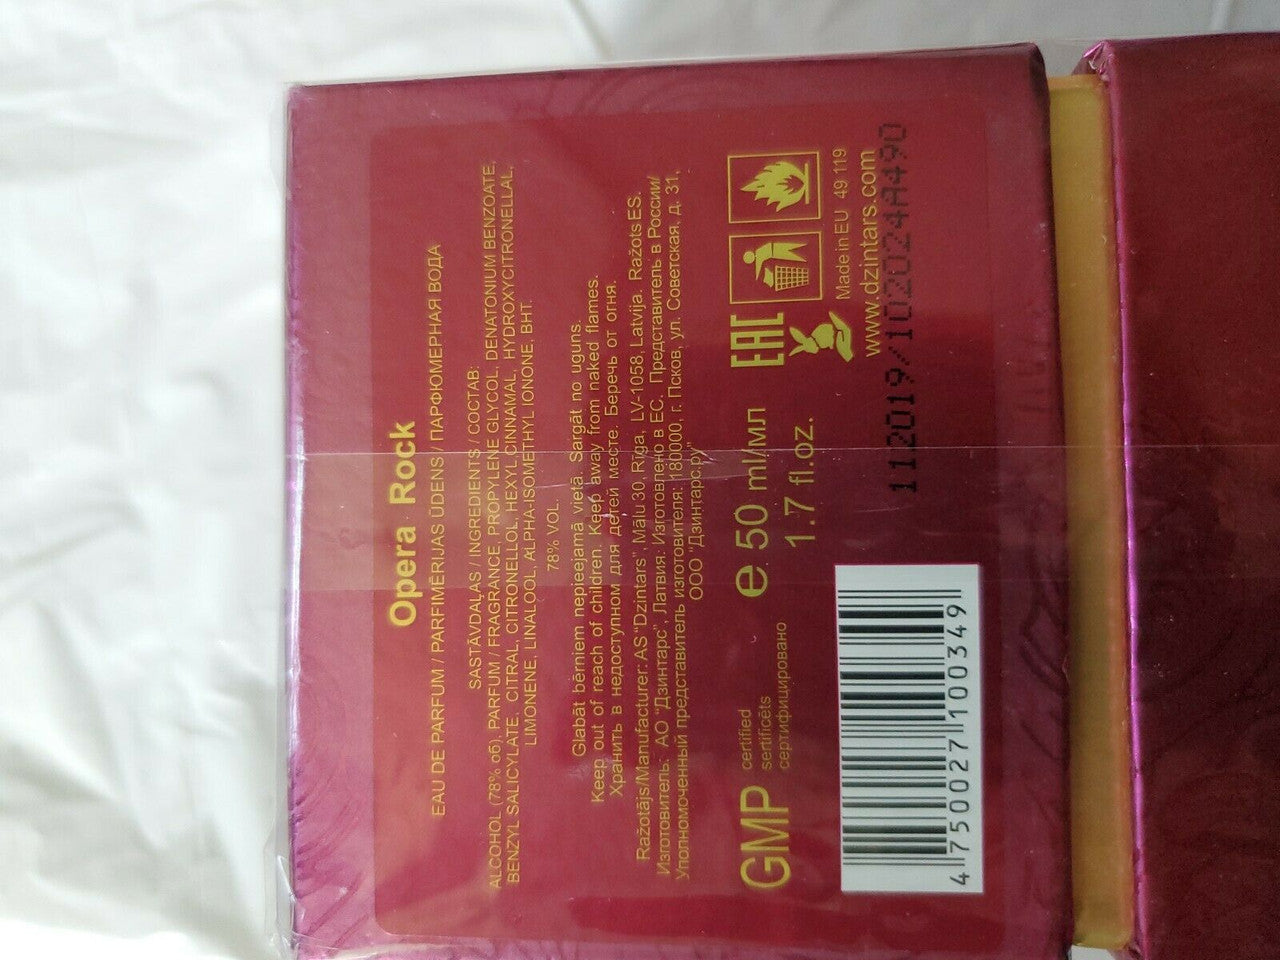 Opera Rock
EAU DE PARFUM / PARFIMĒRIJAS ŪDENS / ПАРФЮМЕРНАЯ ВОДА
SASTĀVDAĻAS / INGREDIENTS / СОСТАВ:
ALCOHOL (78% об), PARFUM / FRAGRANCE, PROPYLENE GLYCOL, DENATONIUM BENZOATE,
BENZYL SALICYLATE, CITRAL, CITRONELLOL, HEXYL CINNAMAL, HYDROXYCITRONELLAL,
LIMONENE, LINALOOL, ALPHA-ISOMETHYL IONONE, BHT.
78% VOL.
Glabāt bērniem nepieejamā vietā. Sargāt no uguns.
Keep out of reach of children. Keep away from naked flames.
Хранить в недоступном для детей месте. Беречь от огня.
Ražotājs/Manufacturer: AS "Dzintars", Mālu 30, Rīga, LV-1058, Latvija. Ražots ES.
Изготовитель: АО "Дзинтарс", Латвия. Изготовлено в ЕС. Представитель в России/
Уполномоченный представитель изготовителя: 180000, г. Псков, ул. Советская, д. 31,
ООО "Дзинтарс.ру"
GMP certified
sertificēts
сертифицировано
e 50 ml/мл
1.7 fl.oz.
EAC
Made in EU 49 119
www.dzintars.com
112019/102024A490
4 750027 100349